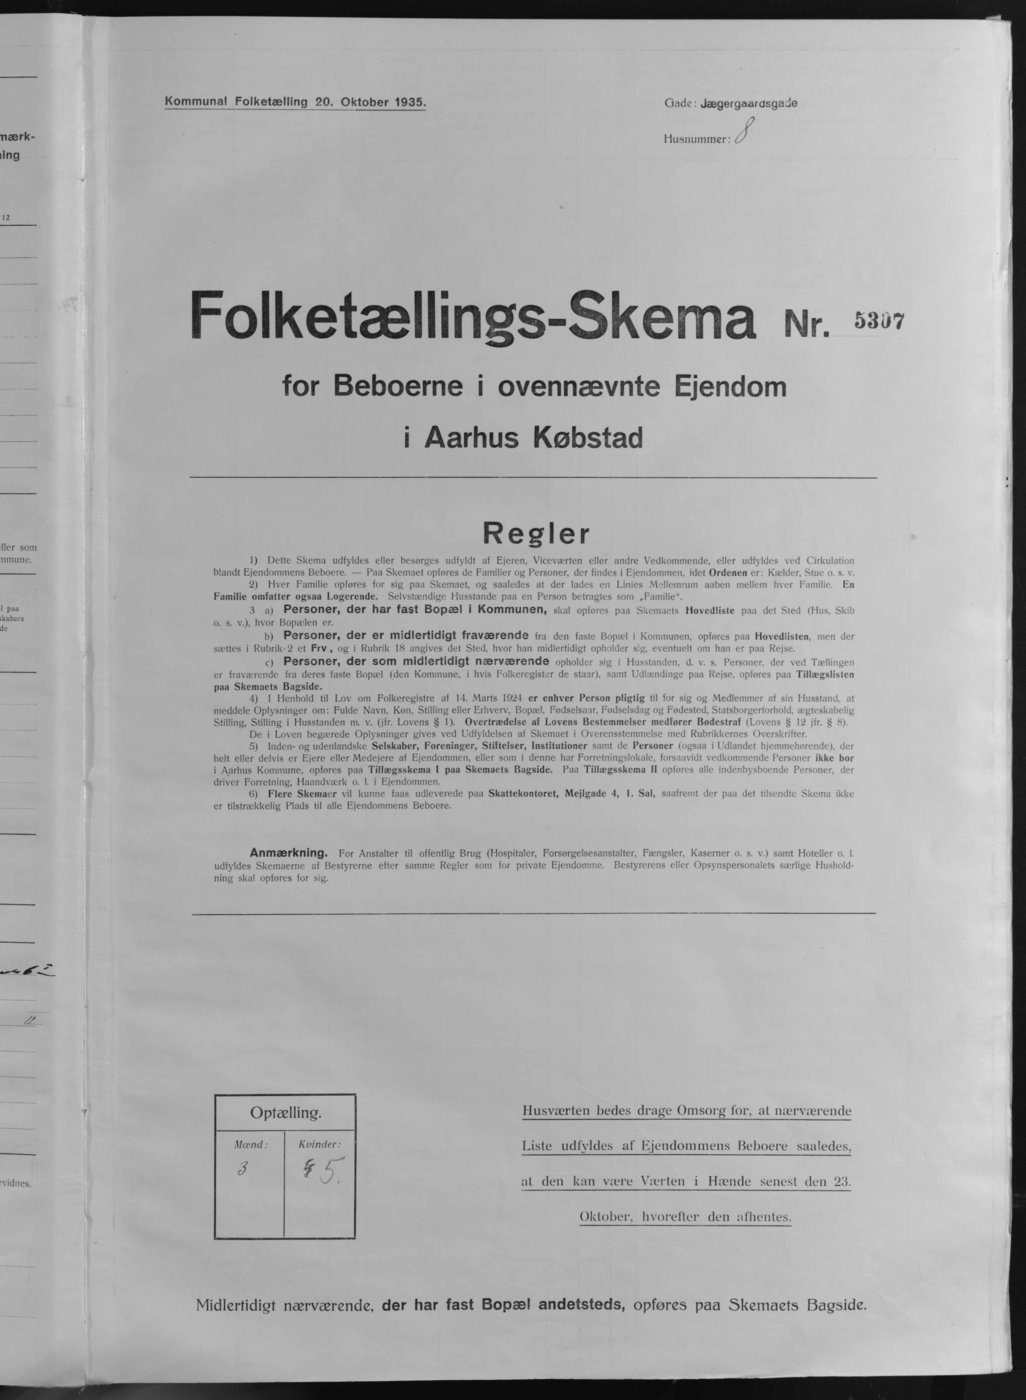 Kommunal Folketælling 20. Oktober 1935.
Gade: Jægergaardsgade
Husnummer: 8
Folketællings-Skema Nr. 5307
for Beboerne i ovennævnte Ejendom
i Aarhus Købstad
Regler
1) Dette Skema udfyldes eller besørges udfyldt af Ejeren, Viceværten eller andre Vedkommende, eller udfyldes ved Cirkulation
blandt Ejendommens Beboere. — Paa Skemaet opføres de Familier og Personer, der findes i Ejendommen, idet Ordenen er: Kælder, Stue o. s. v.
2) Hver Familie opføres for sig paa Skemaet, og saaledes at der lades en Linies Mellemrum aaben mellem hver Familie. En
Familie omfatter ogsaa Logerende. Selvstændige Husstande paa en Person betragtes som „Familie“.
3 a) Personer, der har fast Bopæl i Kommunen, skal opføres paa Skemaets Hovedliste paa det Sted (Hus, Skib
o. s. v.), hvor Bopælen er.
b) Personer, der er midlertidigt fraværende fra den faste Bopæl i Kommunen, opføres paa Hovedlisten, men der
sættes i Rubrik 2 et Frv., og i Rubrik 18 angives det Sted, hvor han midlertidigt opholder sig, eventuelt om han er paa Rejse.
c) Personer, der som midlertidigt nærværende opholder sig i Husstanden, d. v. s. Personer, der ved Tællingen
er fraværende fra deres faste Bopæl (den Kommune, i hvis Folkeregister de staar), samt Udlændinge paa Rejse, opføres paa Tillægslisten
paa Skemaets Bagside.
4) I Henhold til Lov om Folkeregistre af 14. Marts 1924 er enhver Person pligtig til for sig og Medlemmer af sin Husstand, at
meddele Oplysninger om: Fulde Navn, Køn, Stilling eller Erhverv, Bopæl, Fødselsaar, Fødselsdag og Fødested, Statsborgerforhold, ægteskabelig
Stilling, Stilling i Husstanden m. v. (jfr. Lovens § 1). Overtrædelse af Lovens Bestemmelser medfører Bødestraf (Lovens § 12 jfr. § 8).
De i Loven begærede Oplysninger gives ved Udfyldelsen af Skemaet i Overensstemmelse med Rubrikkernes Overskrifter.
5) Inden- og udenlandske Selskaber, Foreninger, Stiftelser, Institutioner samt de Personer (ogsaa i Udlandet hjemmehørende), der
helt eller delvis er Ejere eller Medejere af Ejendommen, eller som i denne har Forretningslokale, forsaavidt vedkommende Personer ikke bor
i Aarhus Kommune, opføres paa Tillægsskema I paa Skemaets Bagside. Paa Tillægsskema II opføres alle indenbysboende Personer, der
driver Forretning, Haandværk o. l. i Ejendommen.
6) Flere Skemaer vil kunne faas udleverede paa Skattekontoret, Mejlgade 4, 1. Sal, saafremt der paa det tilsendte Skema ikke
er tilstrækkelig Plads til alle Ejendommens Beboere.
Anmærkning. For Anstalter til offentlig Brug (Hospitaler, Forsørgelsesanstalter, Fængsler, Kaserner o. s. v.) samt Hoteller o. l.
udfyldes Skemaerne af Bestyrerne efter samme Regler som for private Ejendomme. Bestyrerens eller Opsynspersonalets særlige Hushold-
ning skal opføres for sig.
Optælling.
Mænd: Kvinder:
3 5.
Husværten bedes drage Omsorg for, at nærværende
Liste udfyldes af Ejendommens Beboere saaledes,
at den kan være Værten i Hænde senest den 23.
Oktober, hvorefter den afhentes.
Midlertidigt nærværende, der har fast Bopæl andetsteds, opføres paa Skemaets Bagside.